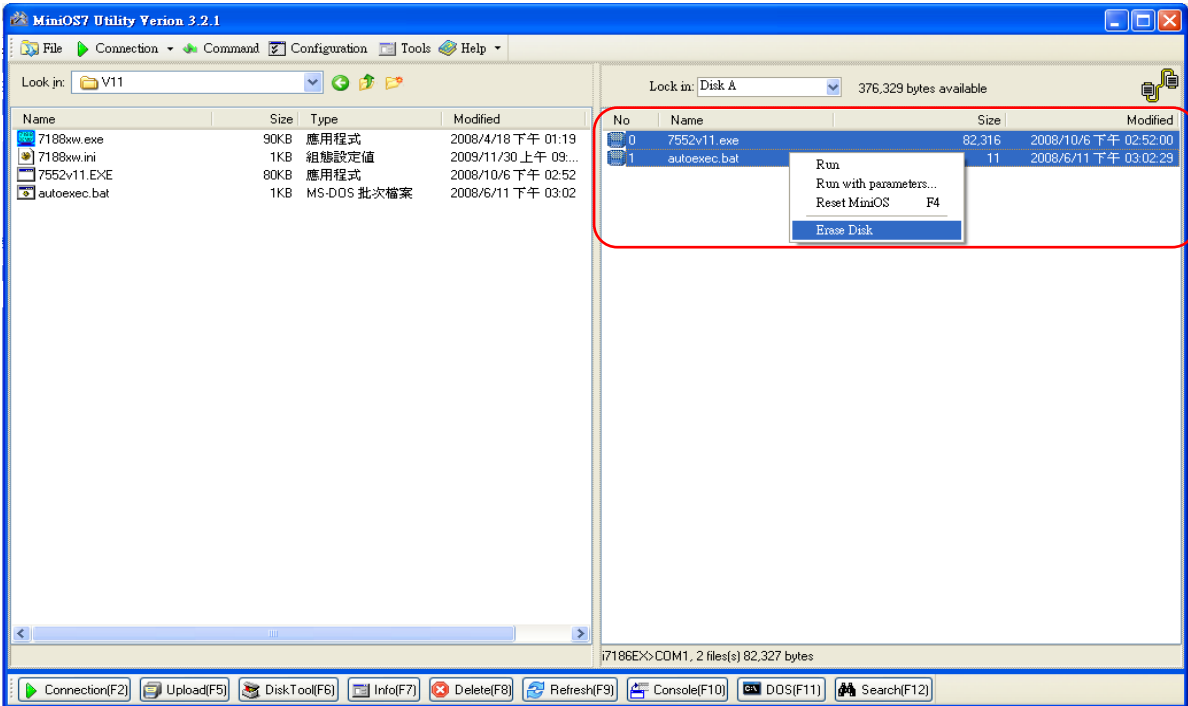 MiniOS7 Utility Verion 3.2.1
File Connection Command Configuration Tools Help
Look in: V11
Name Size Type Modified
7188xw.exe 90KB 應用程式 2008/4/18 下午 01:19
7188xw.ini 1KB 組態設定值 2009/11/30 上午 09:...
7552v11.EXE 80KB 應用程式 2008/10/6 下午 02:52
autoexec.bat 1KB MS-DOS 批次檔案 2008/6/11 下午 03:02
Lock in: Disk A 376,329 bytes available
No Name Size Modified
0 7552v11.exe 82,316 2008/10/6 下午 02:52:00
1 autoexec.bat 11 2008/6/11 下午 03:02:29
Run
Run with parameters...
Reset MiniOS F4
Erase Disk
i7186EX>COM1, 2 files(s) 82,327 bytes
Connection(F2) Upload(F5) DiskTool(F6) Info(F7) Delete(F8) Refresh(F9) Console(F10) DOS(F11) Search(F12)